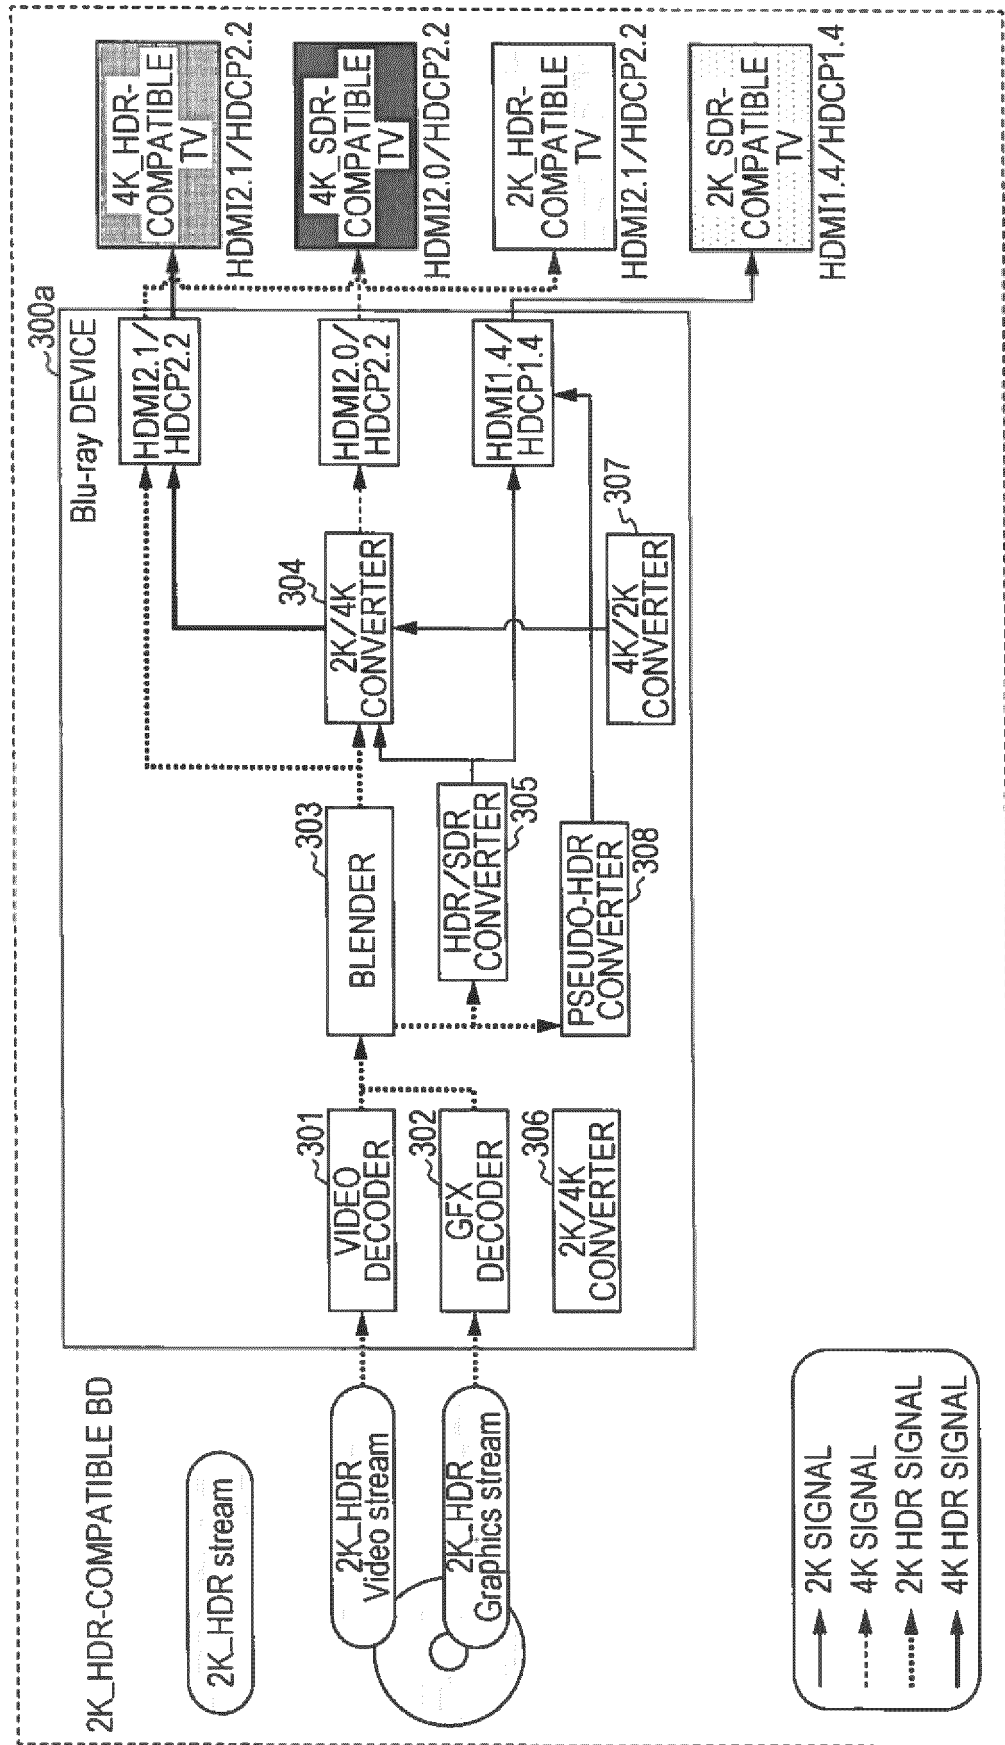 2K_HDR-COMPATIBLE BD
2K_HDR stream
2K_HDR
Video stream
2K_HDR
Graphics stream
300a
Blu-ray DEVICE
VIDEO
DECODER
301
GFX
DECODER
302
2K/4K
CONVERTER
306
BLENDER
303
HDR/SDR
CONVERTER
305
PSEUDO-HDR
CONVERTER
308
2K/4K
CONVERTER
304
4K/2K
CONVERTER
307
HDMI2.1/
HDCP2.2
HDMI2.0/
HDCP2.2
HDMI1.4/
HDCP1.4
4K_HDR-
COMPATIBLE
TV
HDMI2.1/HDCP2.2
4K_SDR-
COMPATIBLE
TV
HDMI2.0/HDCP2.2
2K_HDR-
COMPATIBLE
TV
HDMI2.1/HDCP2.2
2K_SDR-
COMPATIBLE
TV
HDMI1.4/HDCP1.4
2K SIGNAL
4K SIGNAL
2K HDR SIGNAL
4K HDR SIGNAL